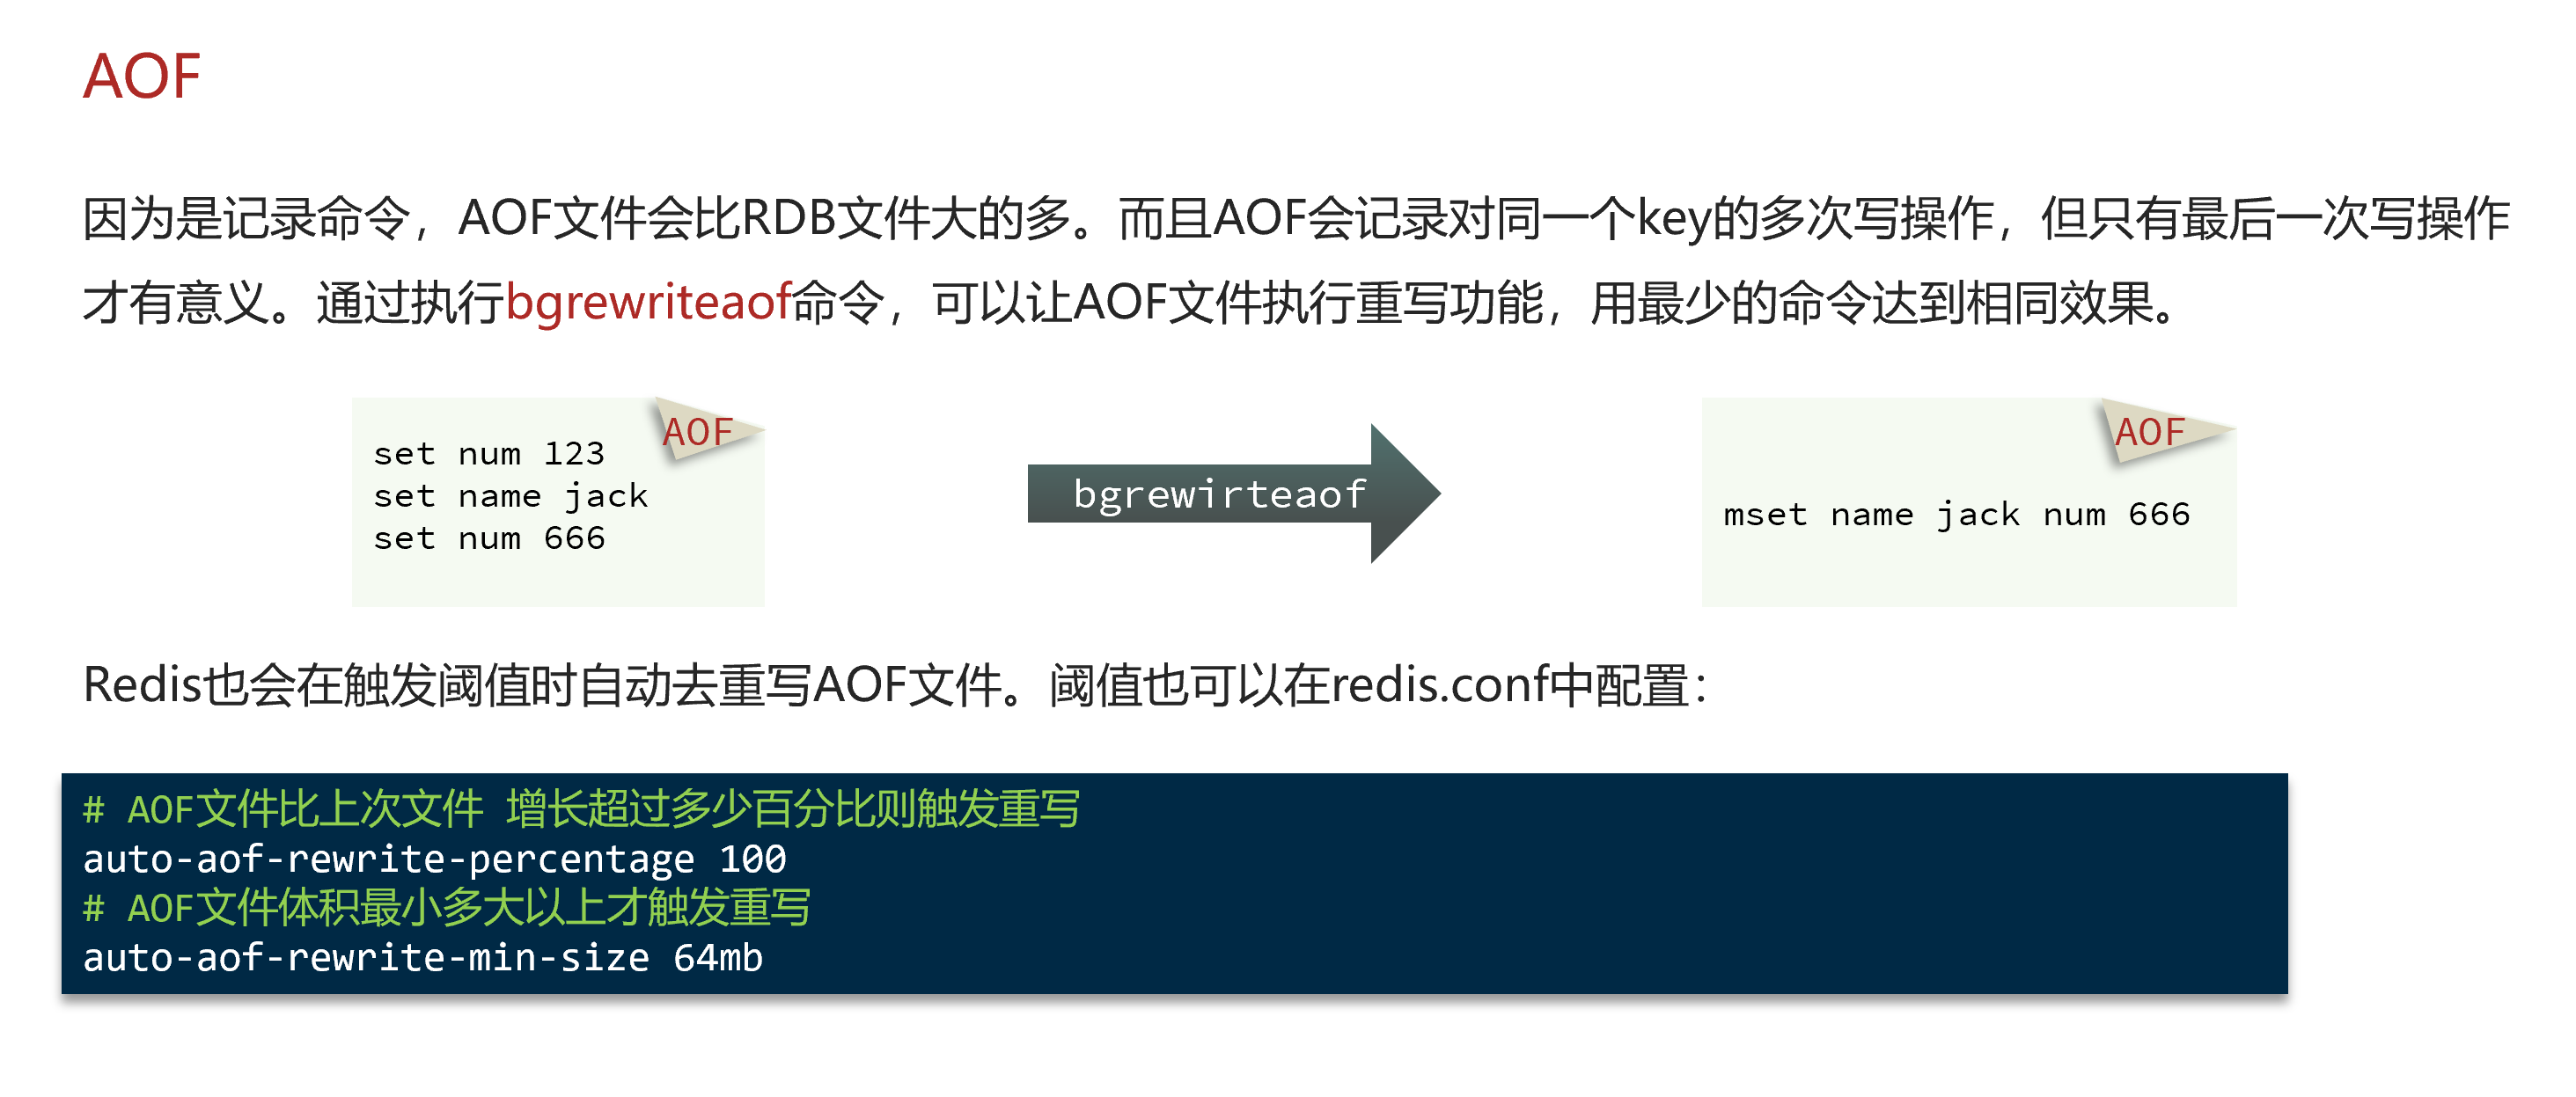 AOF
因为是记录命令，AOF文件会比RDB文件大的多。而且AOF会记录对同一个key的多次写操作，但只有最后一次写操作
才有意义。通过执行bgrewriteaof命令，可以让AOF文件执行重写功能，用最少的命令达到相同效果。
AOF
set num 123
set name jack
set num 666
bgrewirteaof
AOF
mset name jack num 666
Redis也会在触发阈值时自动去重写AOF文件。阈值也可以在redis.conf中配置：
# AOF文件比上次文件 增长超过多少百分比则触发重写
auto-aof-rewrite-percentage 100
# AOF文件体积最小多大以上才触发重写
auto-aof-rewrite-min-size 64mb